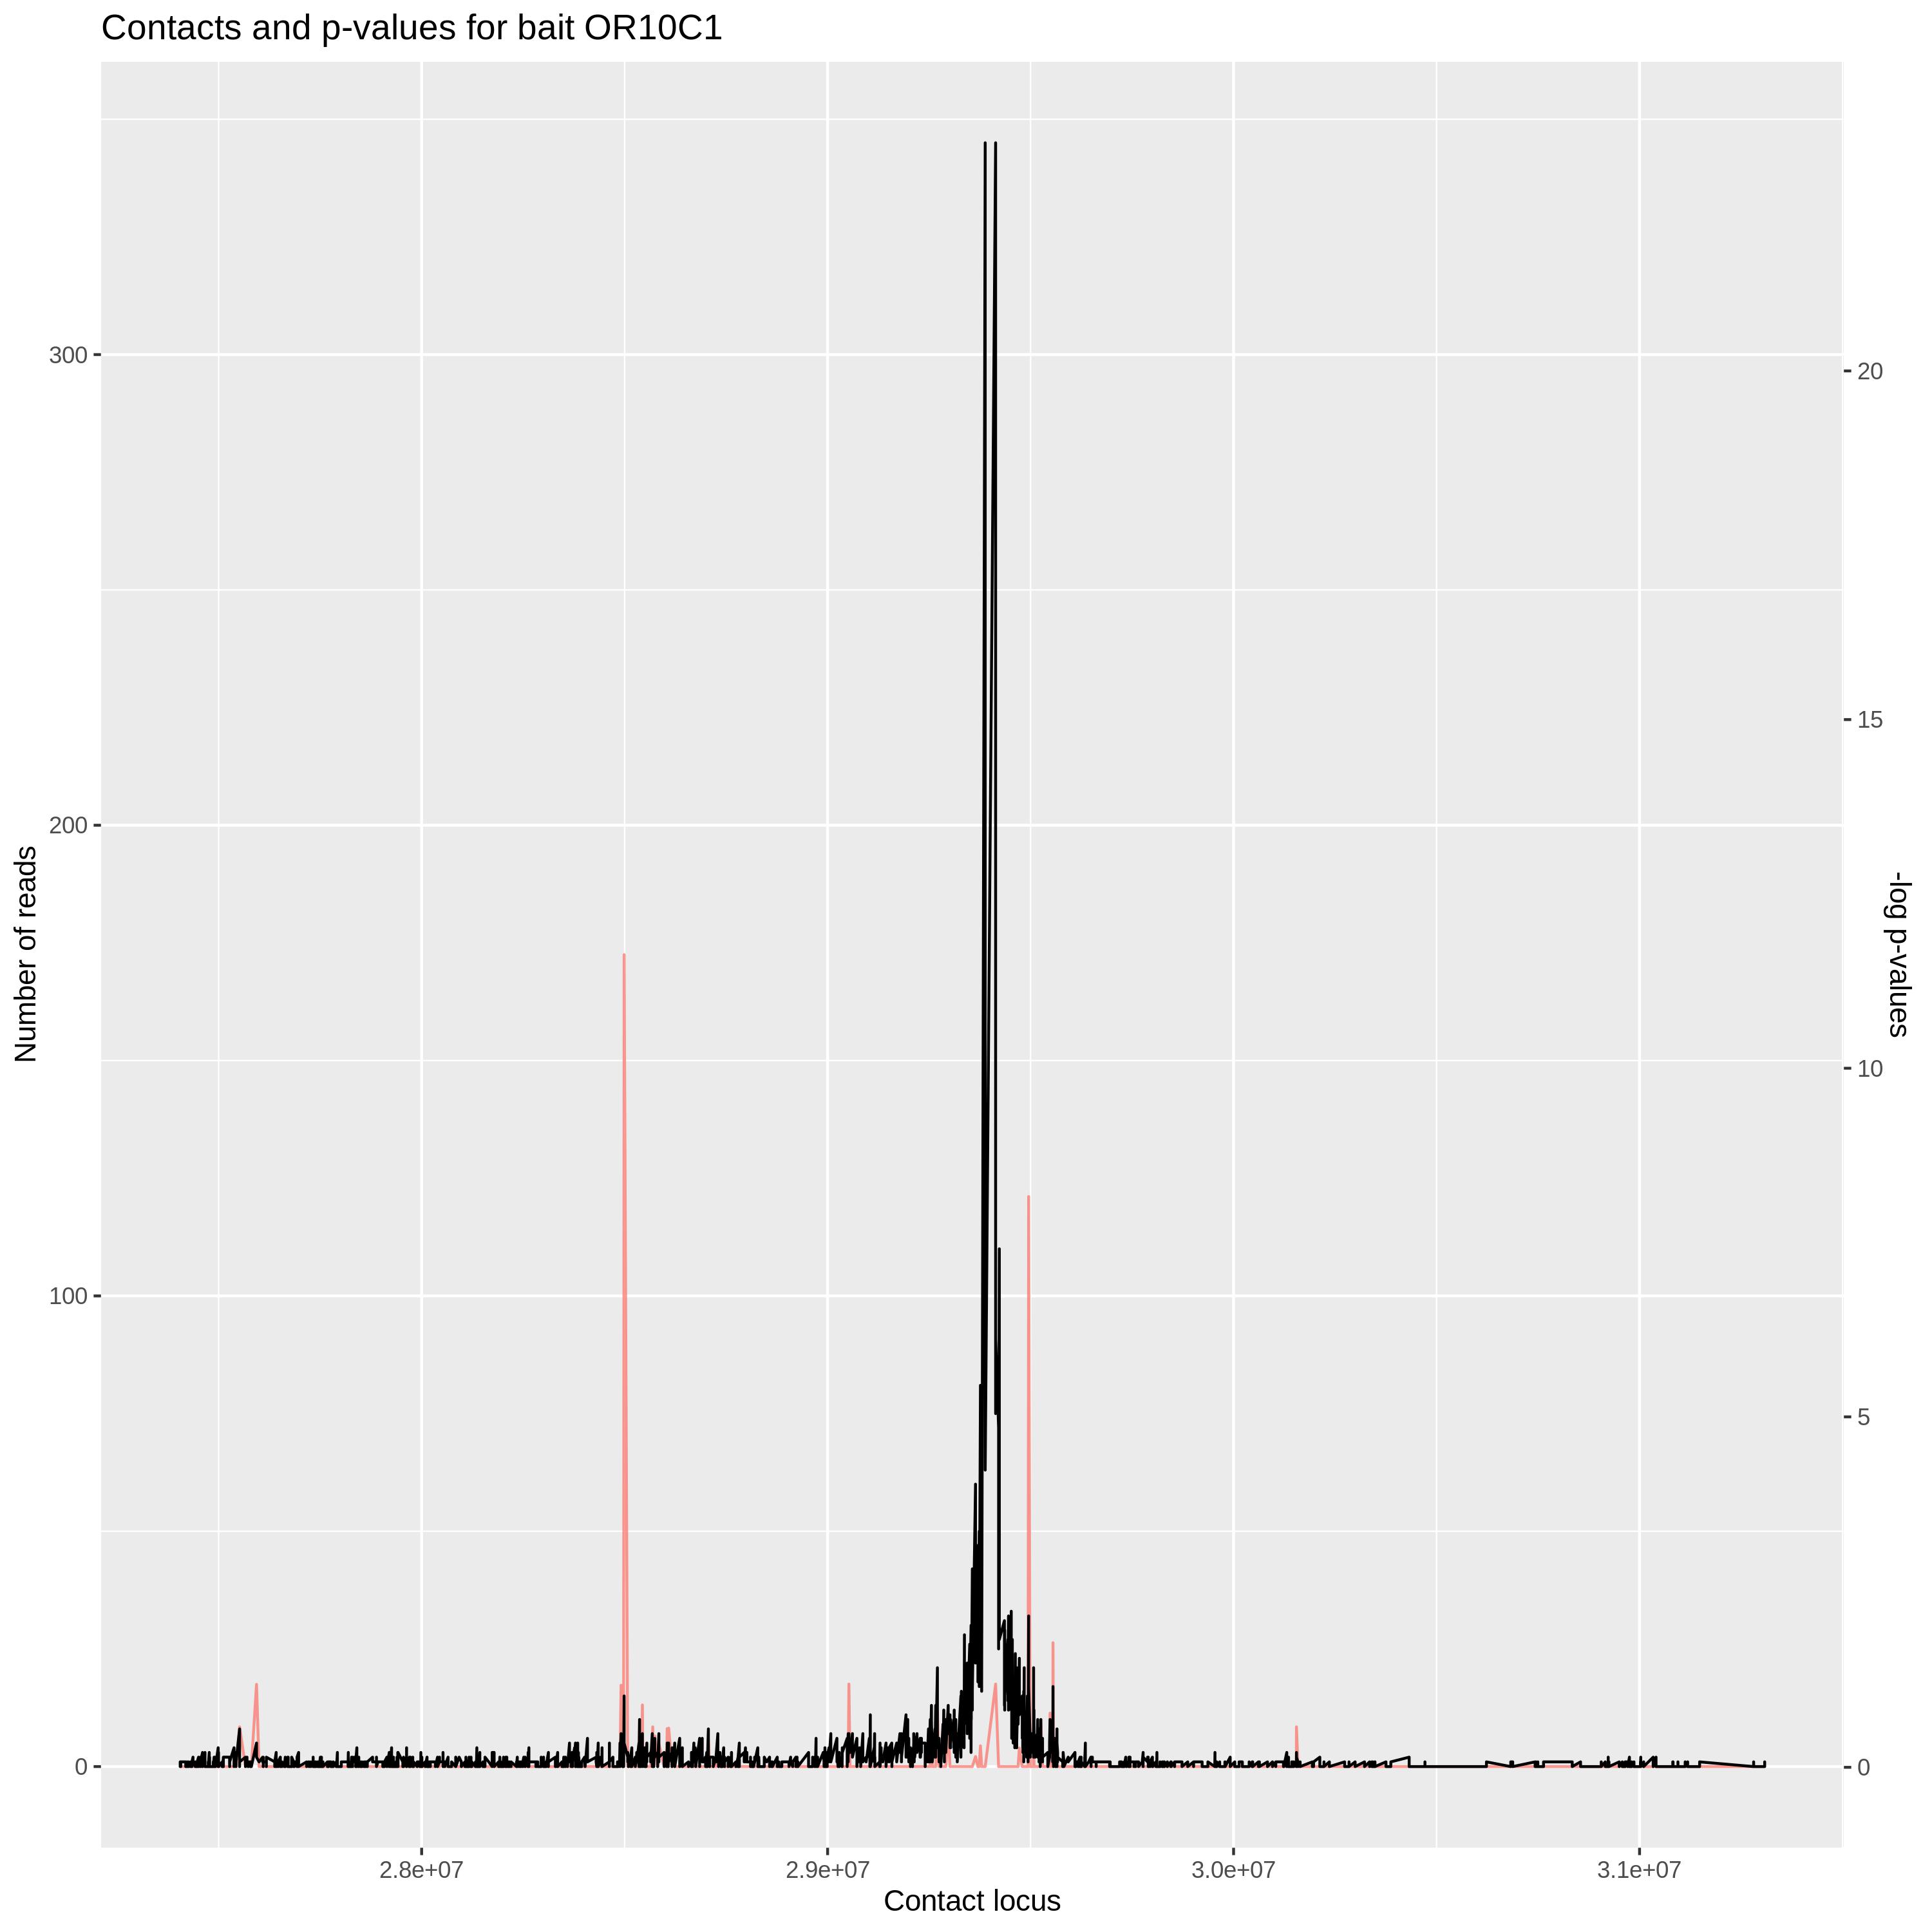 Contacts and p-values for bait OR10C1
300
200
100
0
Number of reads
20
15
10
5
0
-log p-values
2.8e+07
2.9e+07
3.0e+07
3.1e+07
Contact locus